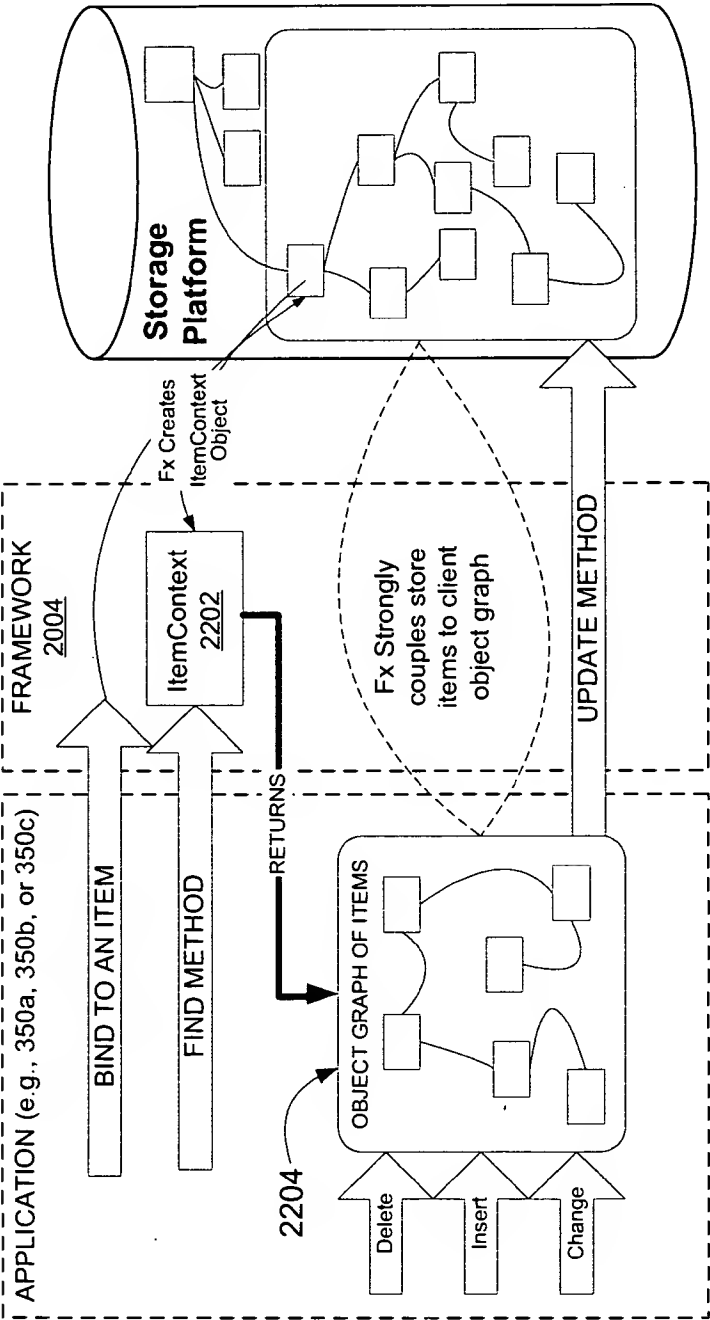 APPLICATION (e.g., 350a, 350b, or 350c)
BIND TO AN ITEM
FIND METHOD
RETURNS
2204
OBJECT GRAPH OF ITEMS
Delete
Insert
Change
FRAMEWORK
2004
ItemContext
2202
Fx Creates
ItemContext
Object
Fx Strongly
couples store
items to client
object graph
UPDATE METHOD
Storage
Platform